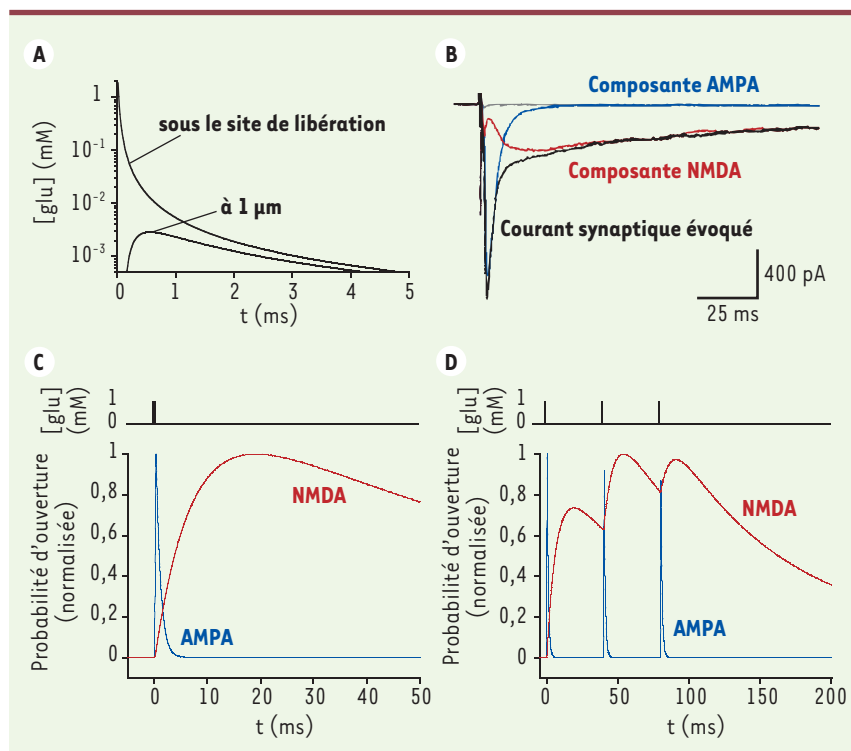 A
[glu] (mM)
1
10⁻¹
10⁻²
10⁻³
sous le site de libération
à 1 µm
0
1
2
3
4
5
t (ms)
B
Composante AMPA
Composante NMDA
Courant synaptique évoqué
400 pA
25 ms
C
[glu]
(mM)
1
0
Probabilité d'ouverture
(normalisée)
1
0,8
0,6
0,4
0,2
0
NMDA
AMPA
0
10
20
30
40
50
t (ms)
D
[glu]
(mM)
1
0
Probabilité d'ouverture
(normalisée)
1
0,8
0,6
0,4
0,2
0
NMDA
AMPA
0
50
100
150
200
t (ms)